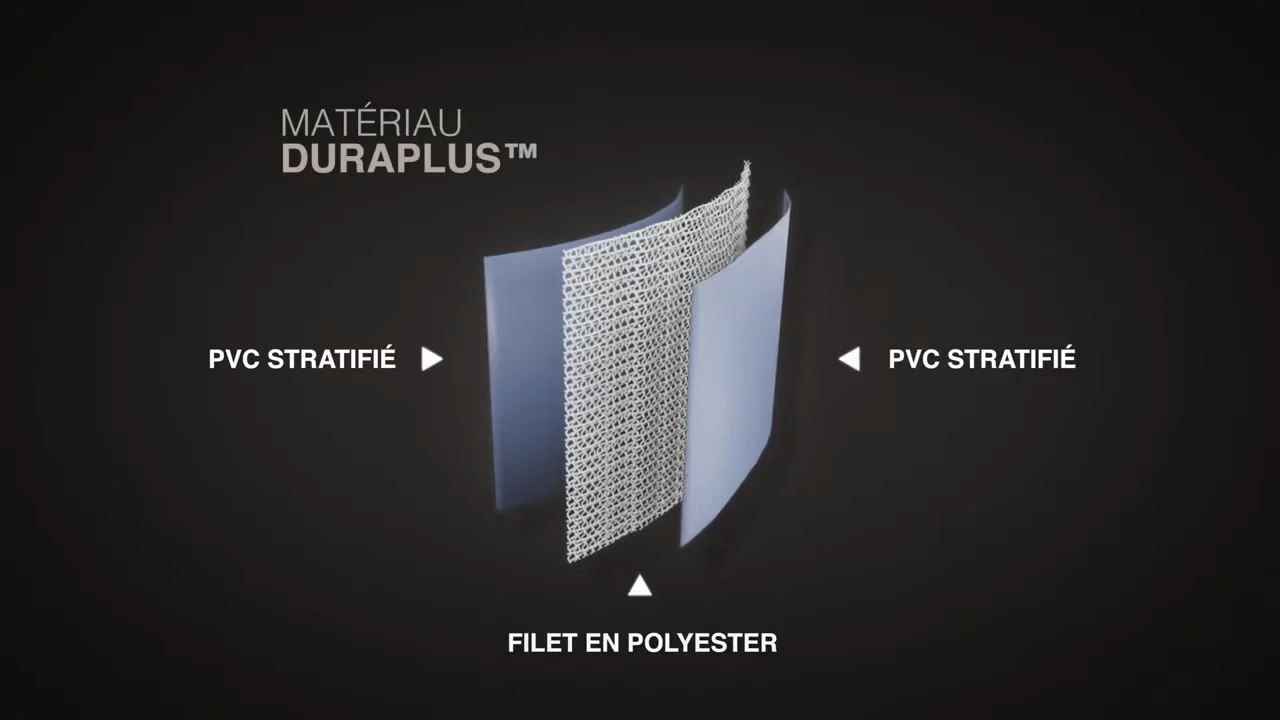 MATÉRIAU
DURAPLUS™
PVC STRATIFIÉ
PVC STRATIFIÉ
FILET EN POLYESTER